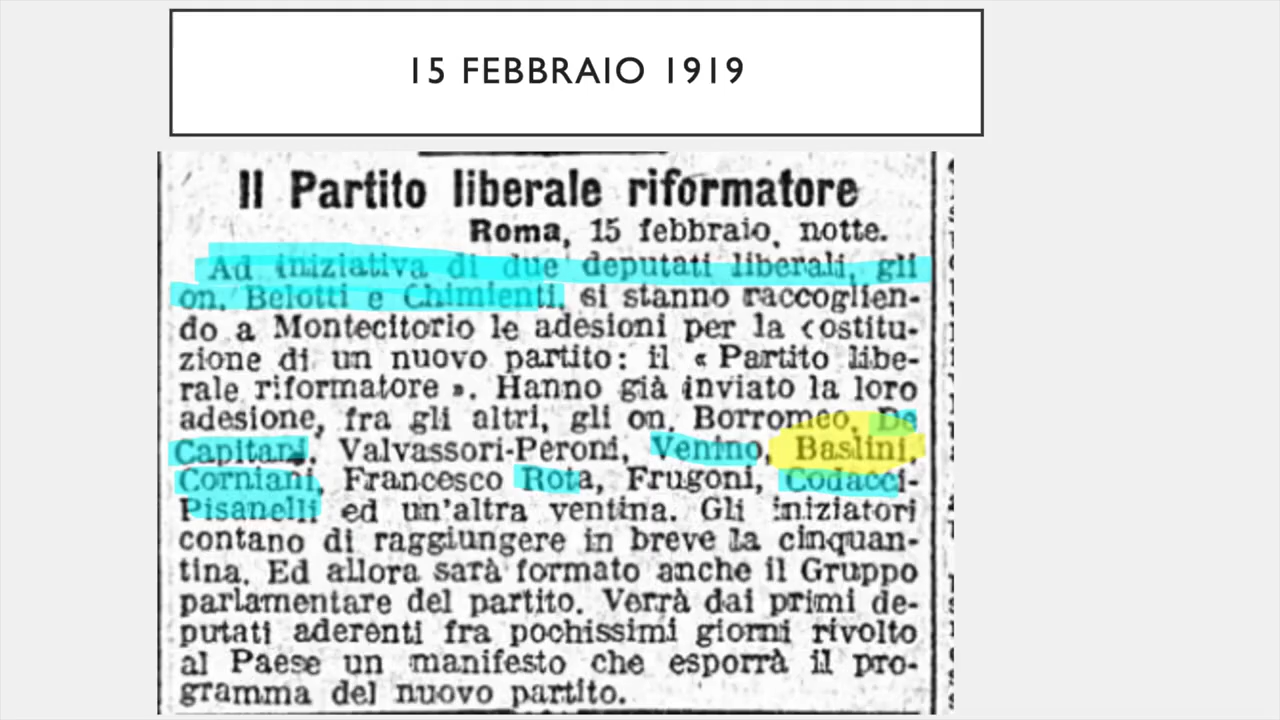 15 FEBBRAIO 1919
Il Partito liberale riformatore
Roma, 15 febbraio, notte.
Ad iniziativa di due deputati liberali, gli
on. Belotti e Chimienti, si stanno raccoglien-
do a Montecitorio le adesioni per la costitu-
zione di un nuovo partito: il « Partito libe-
rale riformatore ». Hanno già inviato la loro
adesione, fra gli altri, gli on. Borromeo, De
Capitani, Valvassori-Peroni, Venino, Baslini,
Corniani, Francesco Rota, Frugoni, Codacci-
Pisanelli ed un'altra ventina. Gli iniziatori
contano di raggiungere in breve la cinquan-
tina. Ed allora sarà formato anche il Gruppo
parlamentare del partito. Verrà dai primi de-
putati aderenti fra pochissimi giorni rivolto
al Paese un manifesto che esporrà il pro-
gramma del nuovo partito.